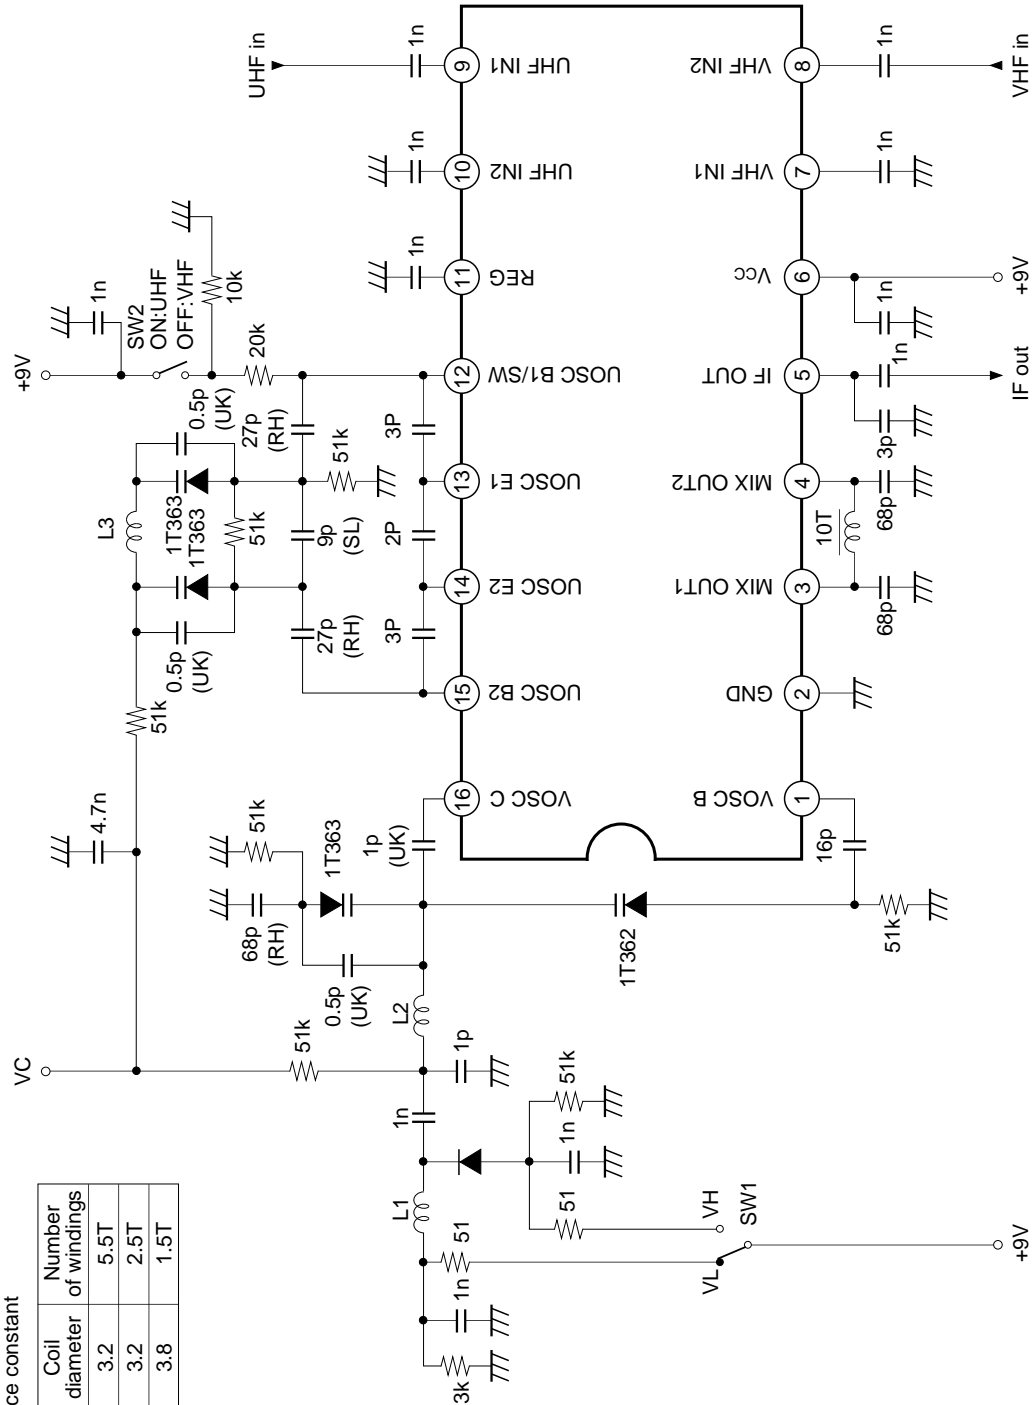 ce constant
Coil
diameter
Number
of windings
3.2
5.5T
3.2
2.5T
3.8
1.5T
VC
4.7n
51k
0.5p
(UK)
1T363
1T363
L3
0.5p
(UK)
51k
27p
(RH)
9p
(SL)
27p
(RH)
51k
3P
2P
3P
+9V
1n
SW2
ON:UHF
OFF:VHF
10k
20k
UHF in
1n
1n
1n
51k
68p
(RH)
1T363
0.5p
(UK)
1p
(UK)
51k
L2
1p
1n
L1
51
1n
3k
51
1n
51k
VH
VL
SW1
+9V
1T362
16p
51k
16
VOSC C
15
UOSC B2
14
UOSC E2
13
UOSC E1
12
UOSC B1/SW
11
REG
10
UHF IN2
9
UHF IN1
1
VOSC B
2
GND
3
MIX OUT1
4
MIX OUT2
5
IF OUT
6
Vcc
7
VHF IN1
8
VHF IN2
68p
10T
68p
3p
1n
IF out
1n
+9V
1n
1n
VHF in